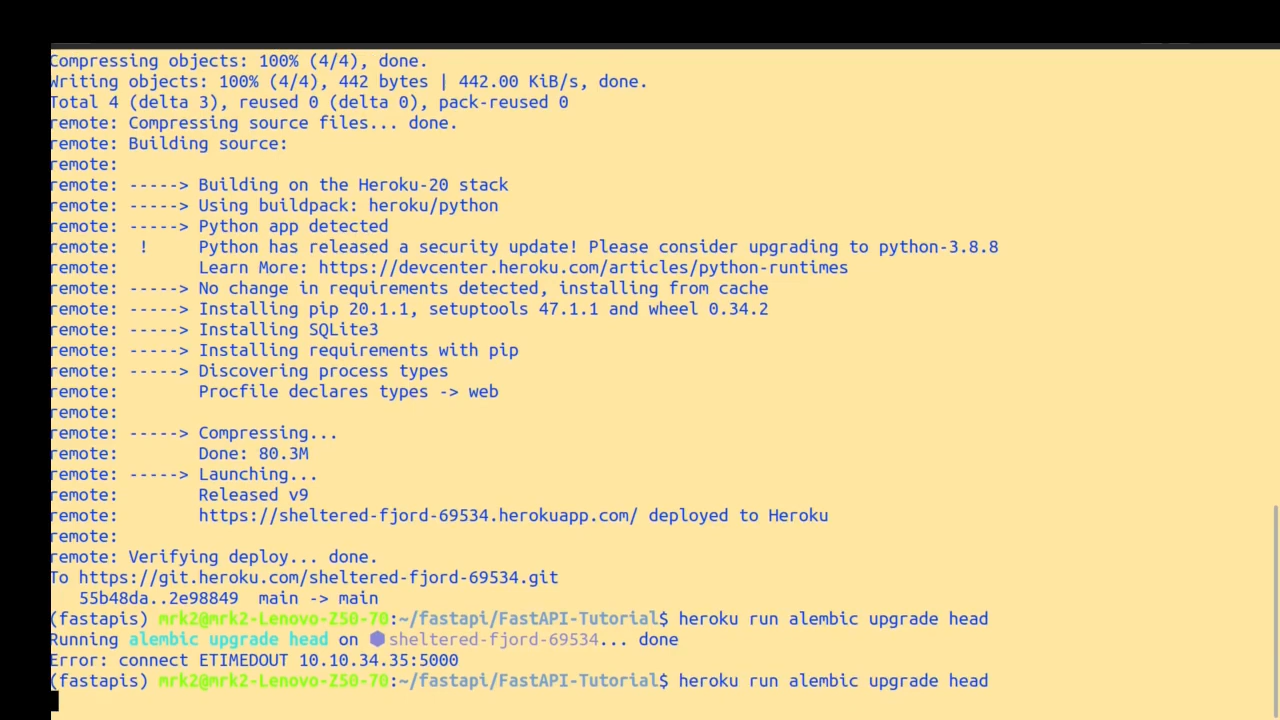 Compressing objects: 100% (4/4), done.
Writing objects: 100% (4/4), 442 bytes | 442.00 KiB/s, done.
Total 4 (delta 3), reused 0 (delta 0), pack-reused 0
remote: Compressing source files... done.
remote: Building source:
remote:
remote: -----> Building on the Heroku-20 stack
remote: -----> Using buildpack: heroku/python
remote: -----> Python app detected
remote:  !     Python has released a security update! Please consider upgrading to python-3.8.8
remote:        Learn More: https://devcenter.heroku.com/articles/python-runtimes
remote: -----> No change in requirements detected, installing from cache
remote: -----> Installing pip 20.1.1, setuptools 47.1.1 and wheel 0.34.2
remote: -----> Installing SQLite3
remote: -----> Installing requirements with pip
remote: -----> Discovering process types
remote:        Procfile declares types -> web
remote:
remote: -----> Compressing...
remote:        Done: 80.3M
remote: -----> Launching...
remote:        Released v9
remote:        https://sheltered-fjord-69534.herokuapp.com/ deployed to Heroku
remote:
remote: Verifying deploy... done.
To https://git.heroku.com/sheltered-fjord-69534.git
   55b48da..2e98849  main -> main
(fastapis) mrk2@mrk2-Lenovo-Z50-70:~/fastapi/FastAPI-Tutorial$ heroku run alembic upgrade head
Running alembic upgrade head on ⬢ sheltered-fjord-69534... done
Error: connect ETIMEDOUT 10.10.34.35:5000
(fastapis) mrk2@mrk2-Lenovo-Z50-70:~/fastapi/FastAPI-Tutorial$ heroku run alembic upgrade head